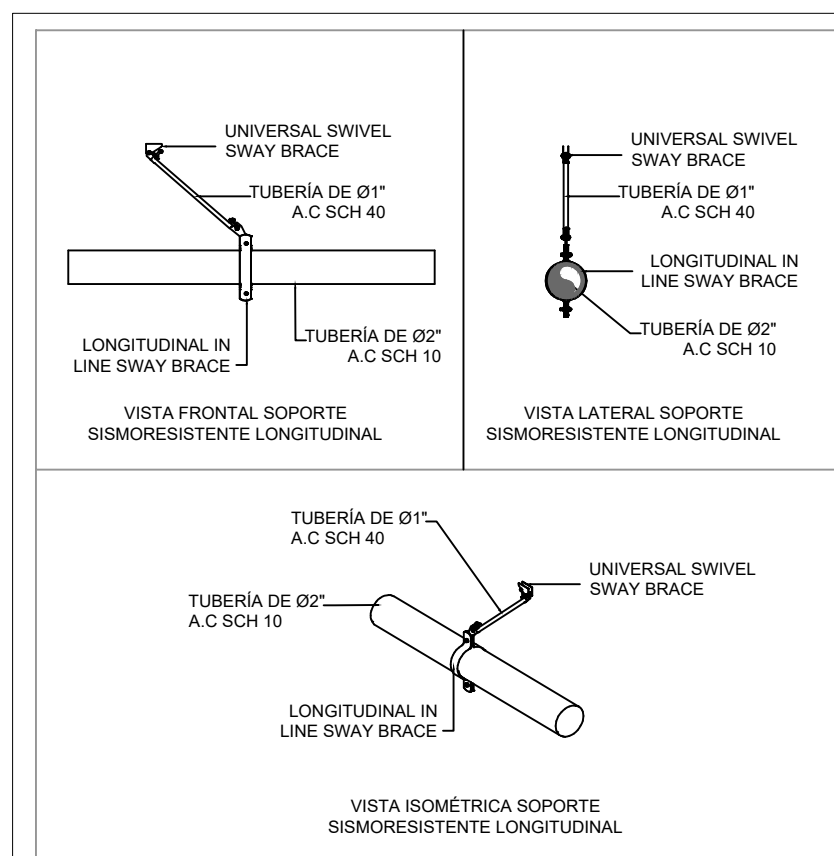 UNIVERSAL SWIVEL
SWAY BRACE
TUBERÍA DE Ø1"
A.C SCH 40
LONGITUDINAL IN
LINE SWAY BRACE
TUBERÍA DE Ø2"
A.C SCH 10
VISTA FRONTAL SOPORTE
SISMORESISTENTE LONGITUDINAL
UNIVERSAL SWIVEL
SWAY BRACE
TUBERÍA DE Ø1"
A.C SCH 40
LONGITUDINAL IN
LINE SWAY BRACE
TUBERÍA DE Ø2"
A.C SCH 10
VISTA LATERAL SOPORTE
SISMORESISTENTE LONGITUDINAL
TUBERÍA DE Ø1"
A.C SCH 40
UNIVERSAL SWIVEL
SWAY BRACE
TUBERÍA DE Ø2"
A.C SCH 10
LONGITUDINAL IN
LINE SWAY BRACE
VISTA ISOMÉTRICA SOPORTE
SISMORESISTENTE LONGITUDINAL